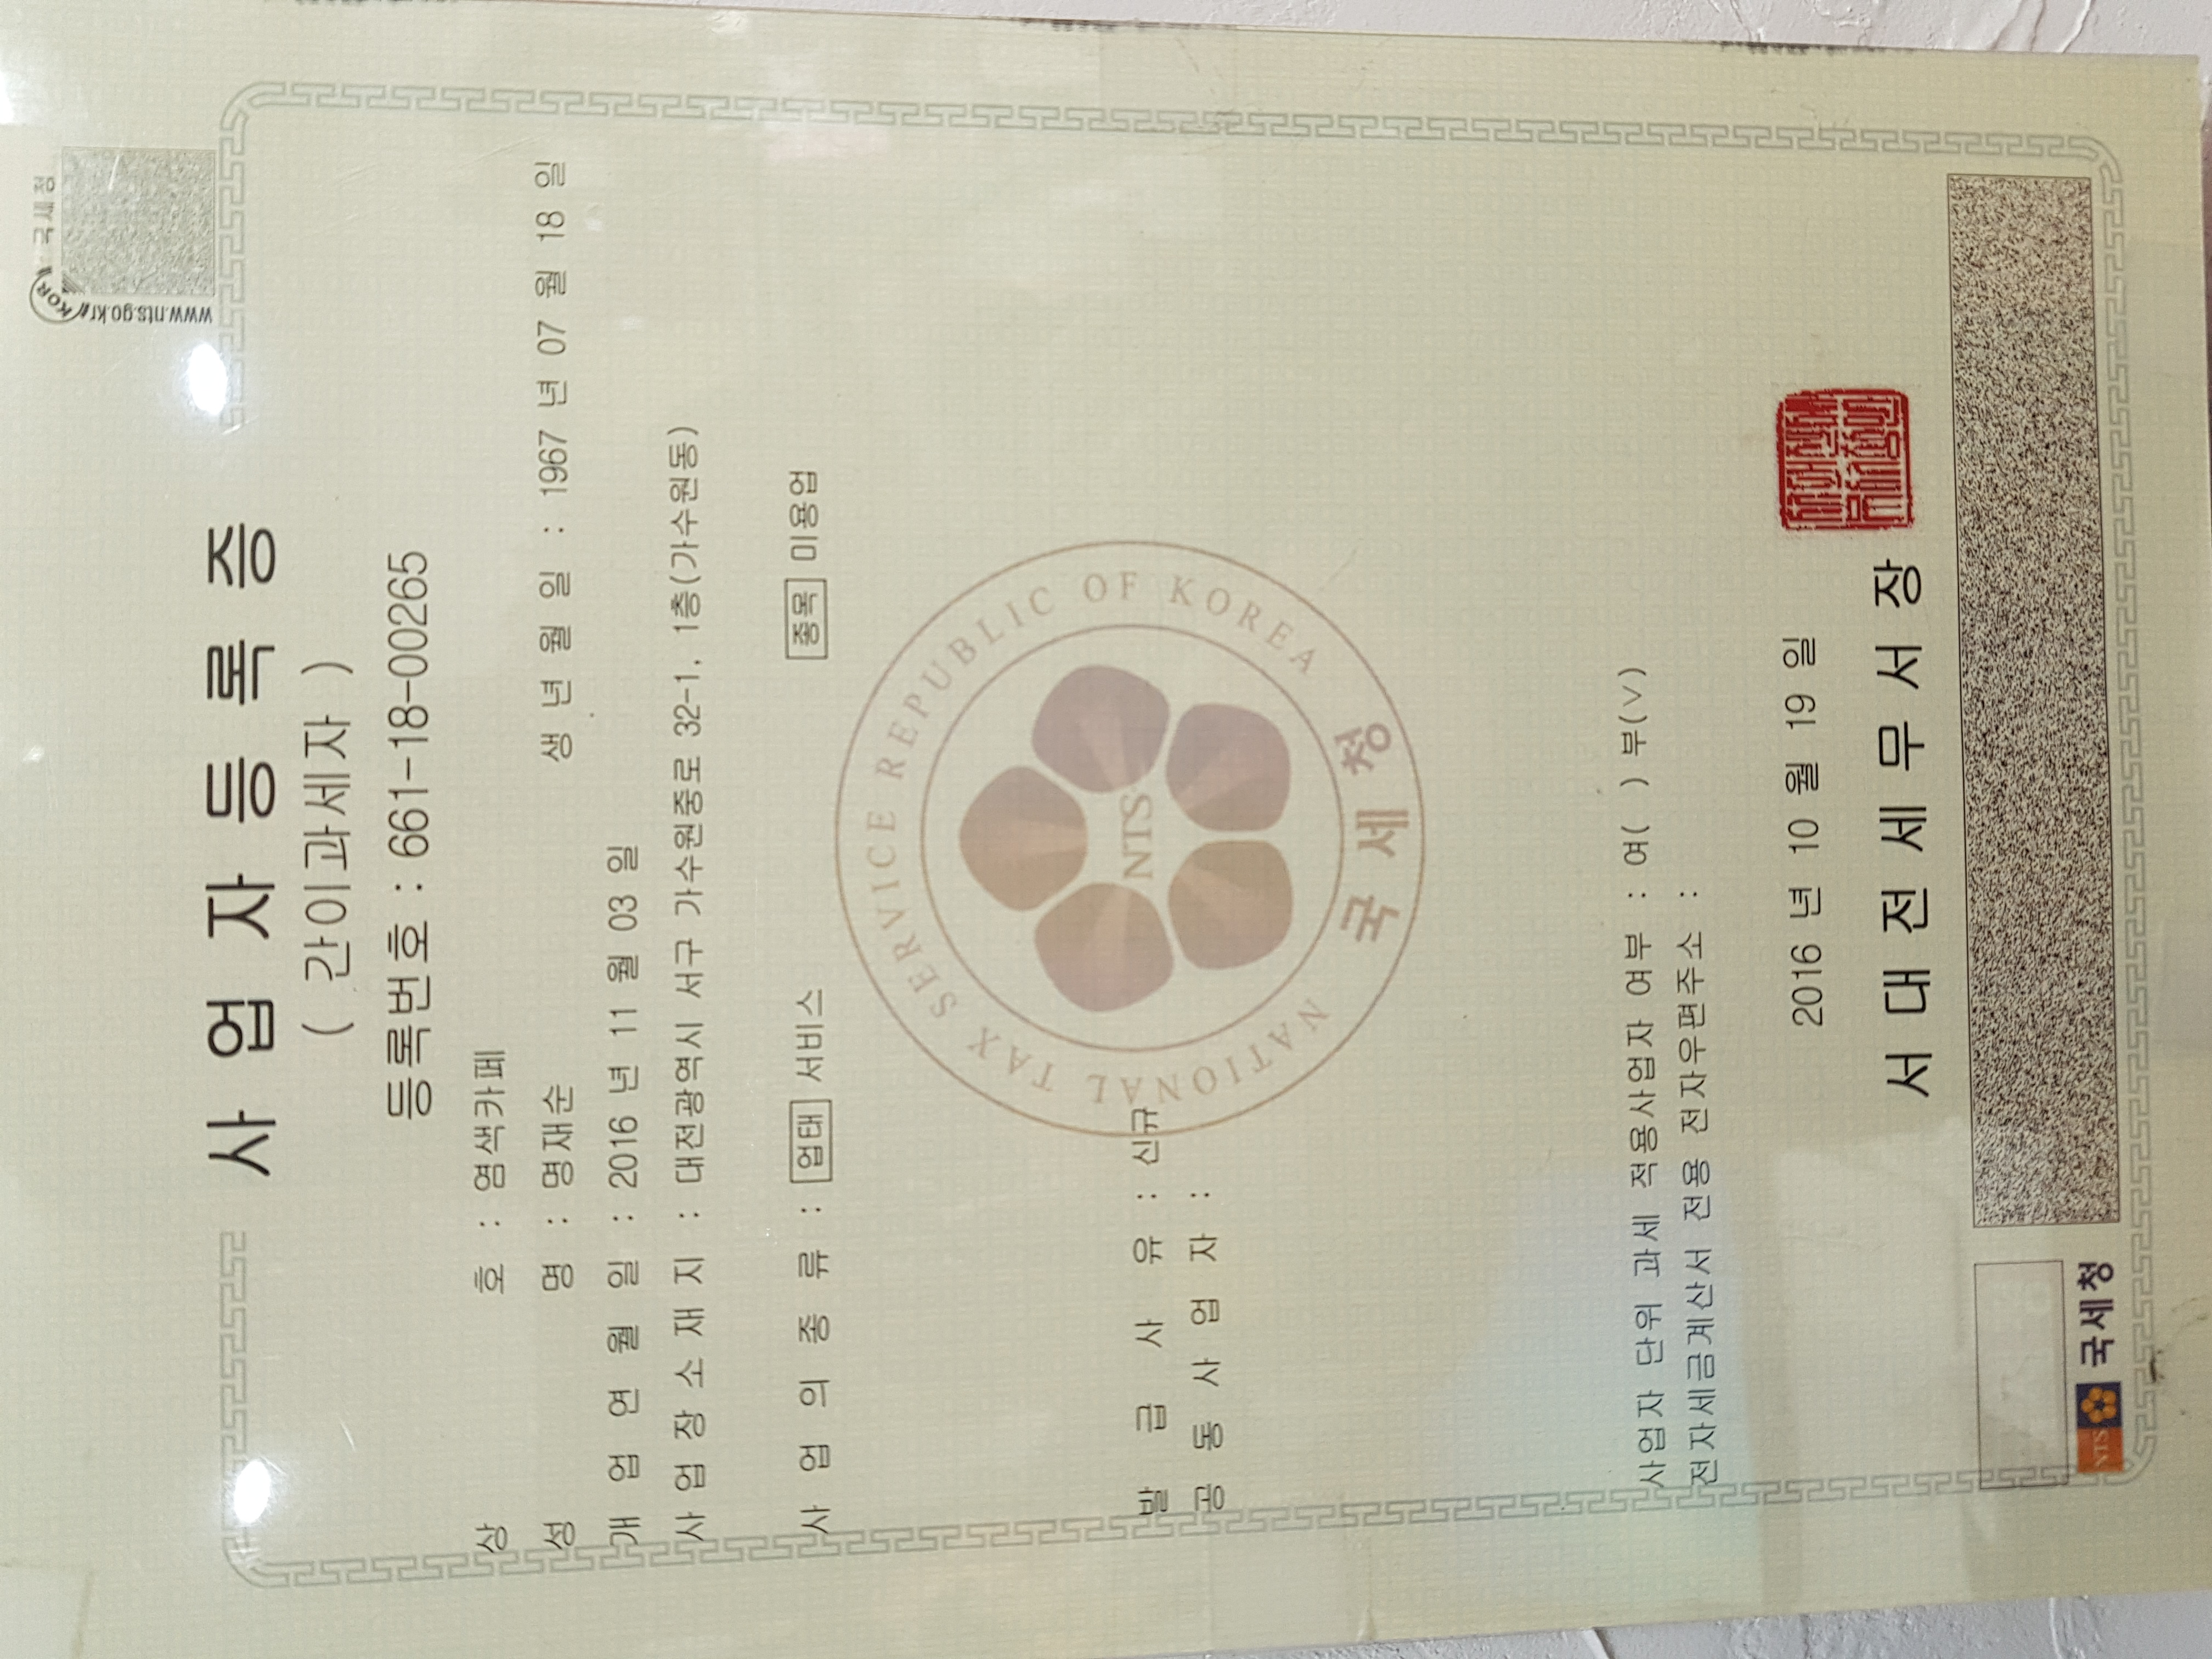 국세청
www.nts.go.kr
KOR
사업자등록증
( 간이과세자 )
등록번호 : 661-18-00265
상 호 : 염색카페
성 명 : 명재순 생 년 월 일 : 1967 년 07 월 18 일
개 업 연 월 일 : 2016 년 11 월 03 일
사 업 장 소 재 지 : 대전광역시 서구 가수원중로 32-1, 1층(가수원동)
사 업 의 종 류 : 업태 서비스 종목 미용업
NATIONAL TAX SERVICE REPUBLIC OF KOREA
NTS
국세청
발 급 사 유 : 신규
공 동 사 업 자 :
사업자 단위 과세 적용사업자 여부 : 여( ) 부(∨)
전자세금계산서 전용 전자우편주소 :
2016 년 10 월 19 일
서 대 전 세 무 서 장
NTS 국세청